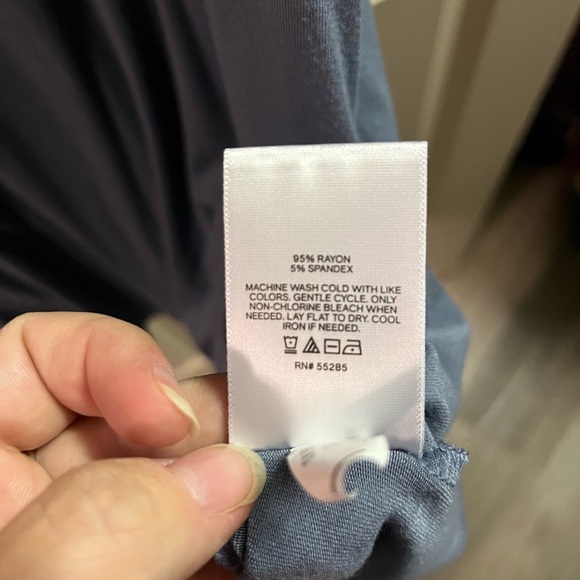 95% RAYON
5% SPANDEX
MACHINE WASH COLD WITH LIKE
COLORS. GENTLE CYCLE. ONLY
NON-CHLORINE BLEACH WHEN
NEEDED. LAY FLAT TO DRY. COOL
IRON IF NEEDED.
RN# 55285